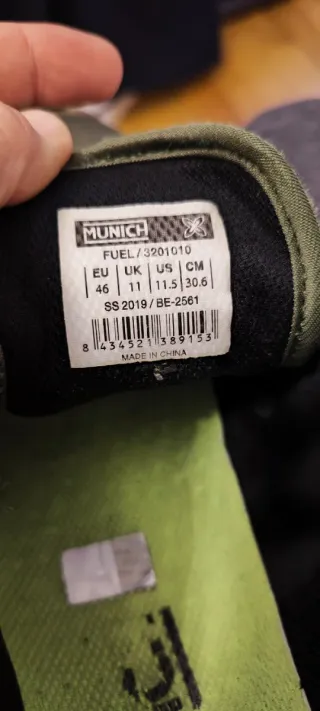 MUNICH
FUEL/3201010
EU UK US CM
46 11 11.5 30.6
SS 2019/BE-2561
8 434521 389153
MADE IN CHINA